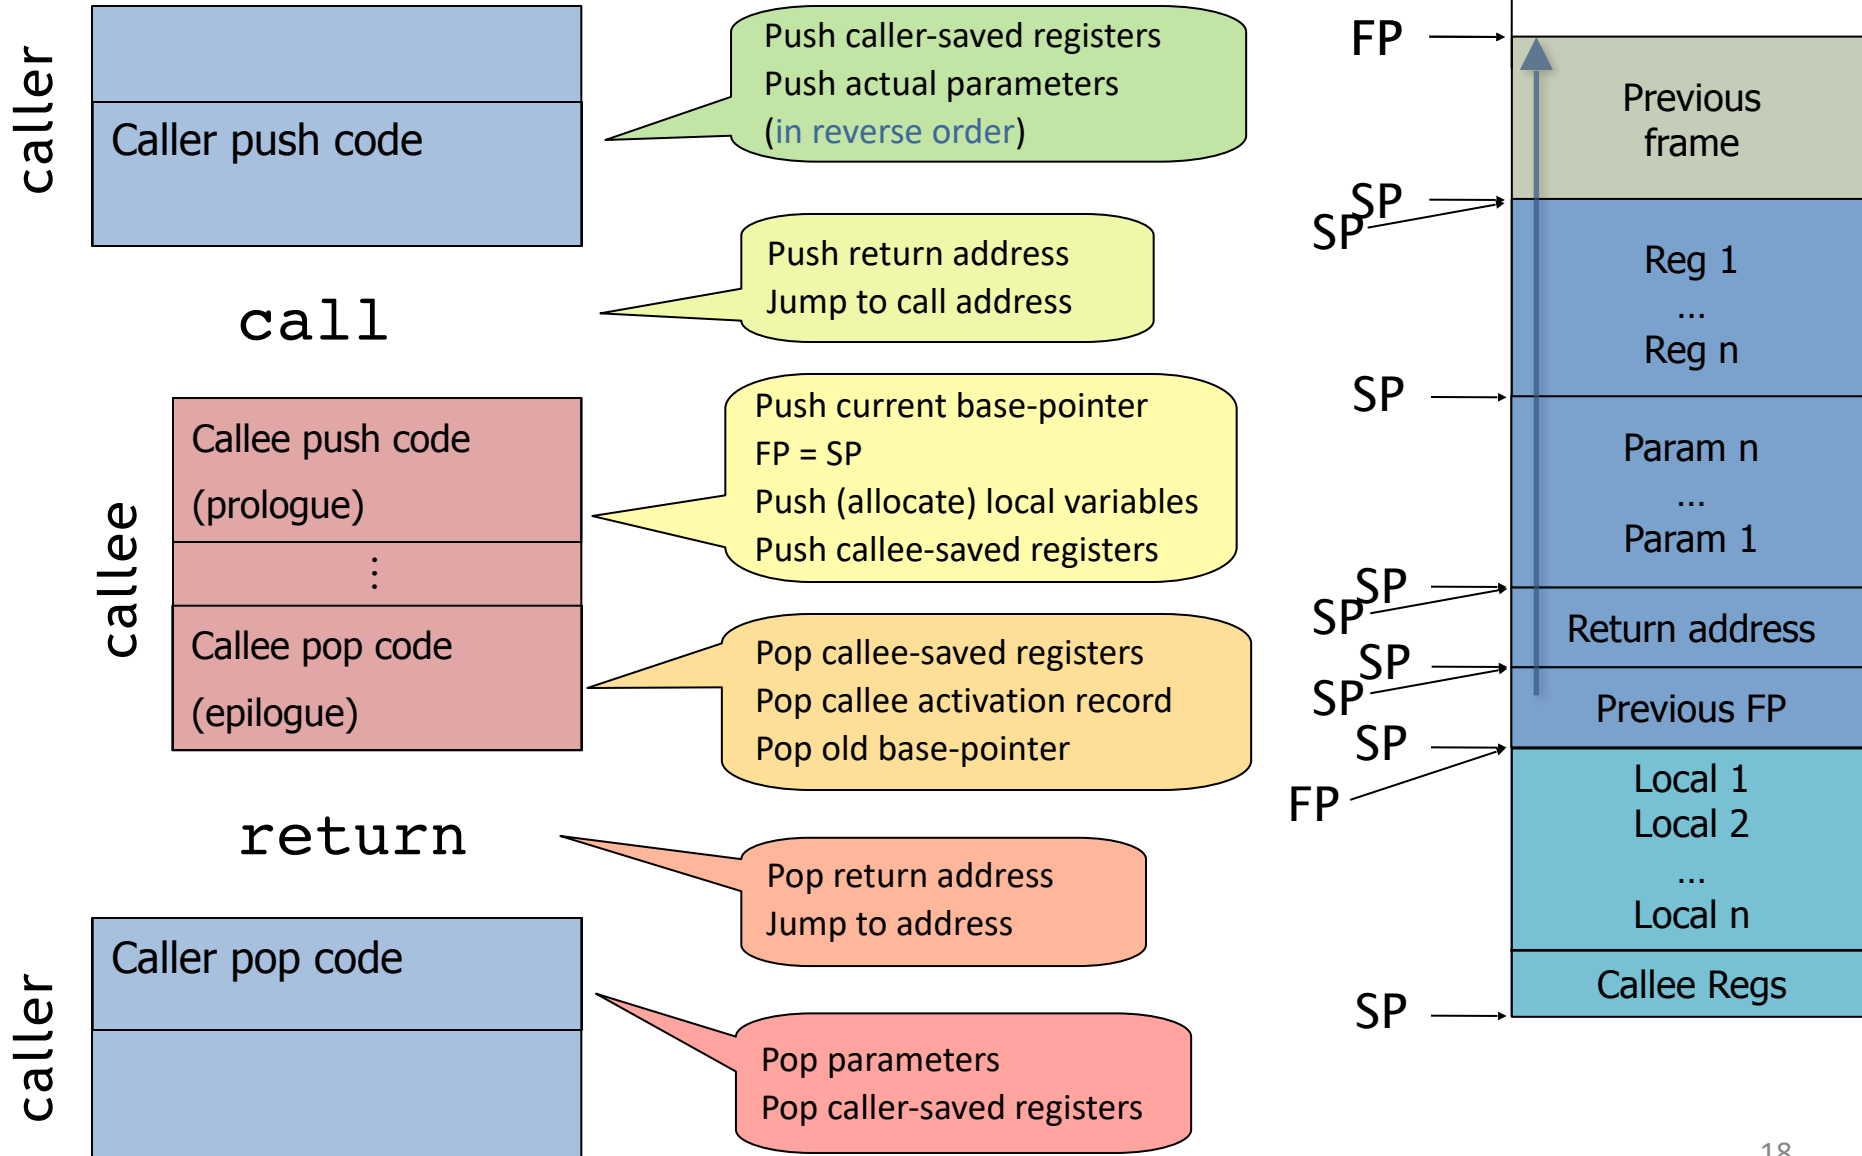 caller
Caller push code
Push caller-saved registers
Push actual parameters
(in reverse order)
call
Push return address
Jump to call address
callee
Callee push code
(prologue)
⋮
Push current base-pointer
FP = SP
Push (allocate) local variables
Push callee-saved registers
Callee pop code
(epilogue)
Pop callee-saved registers
Pop callee activation record
Pop old base-pointer
return
Pop return address
Jump to address
caller
Caller pop code
Pop parameters
Pop caller-saved registers
FP
Previous
frame
SP
SP
Reg 1
…
Reg n
SP
Param n
…
Param 1
SP
SP
Return address
SP
SP
Previous FP
SP
FP
Local 1
Local 2
…
Local n
Callee Regs
SP
18